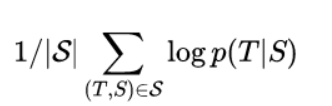 1/|𝒮| ∑ log p(T|S)
(T,S)∈𝒮